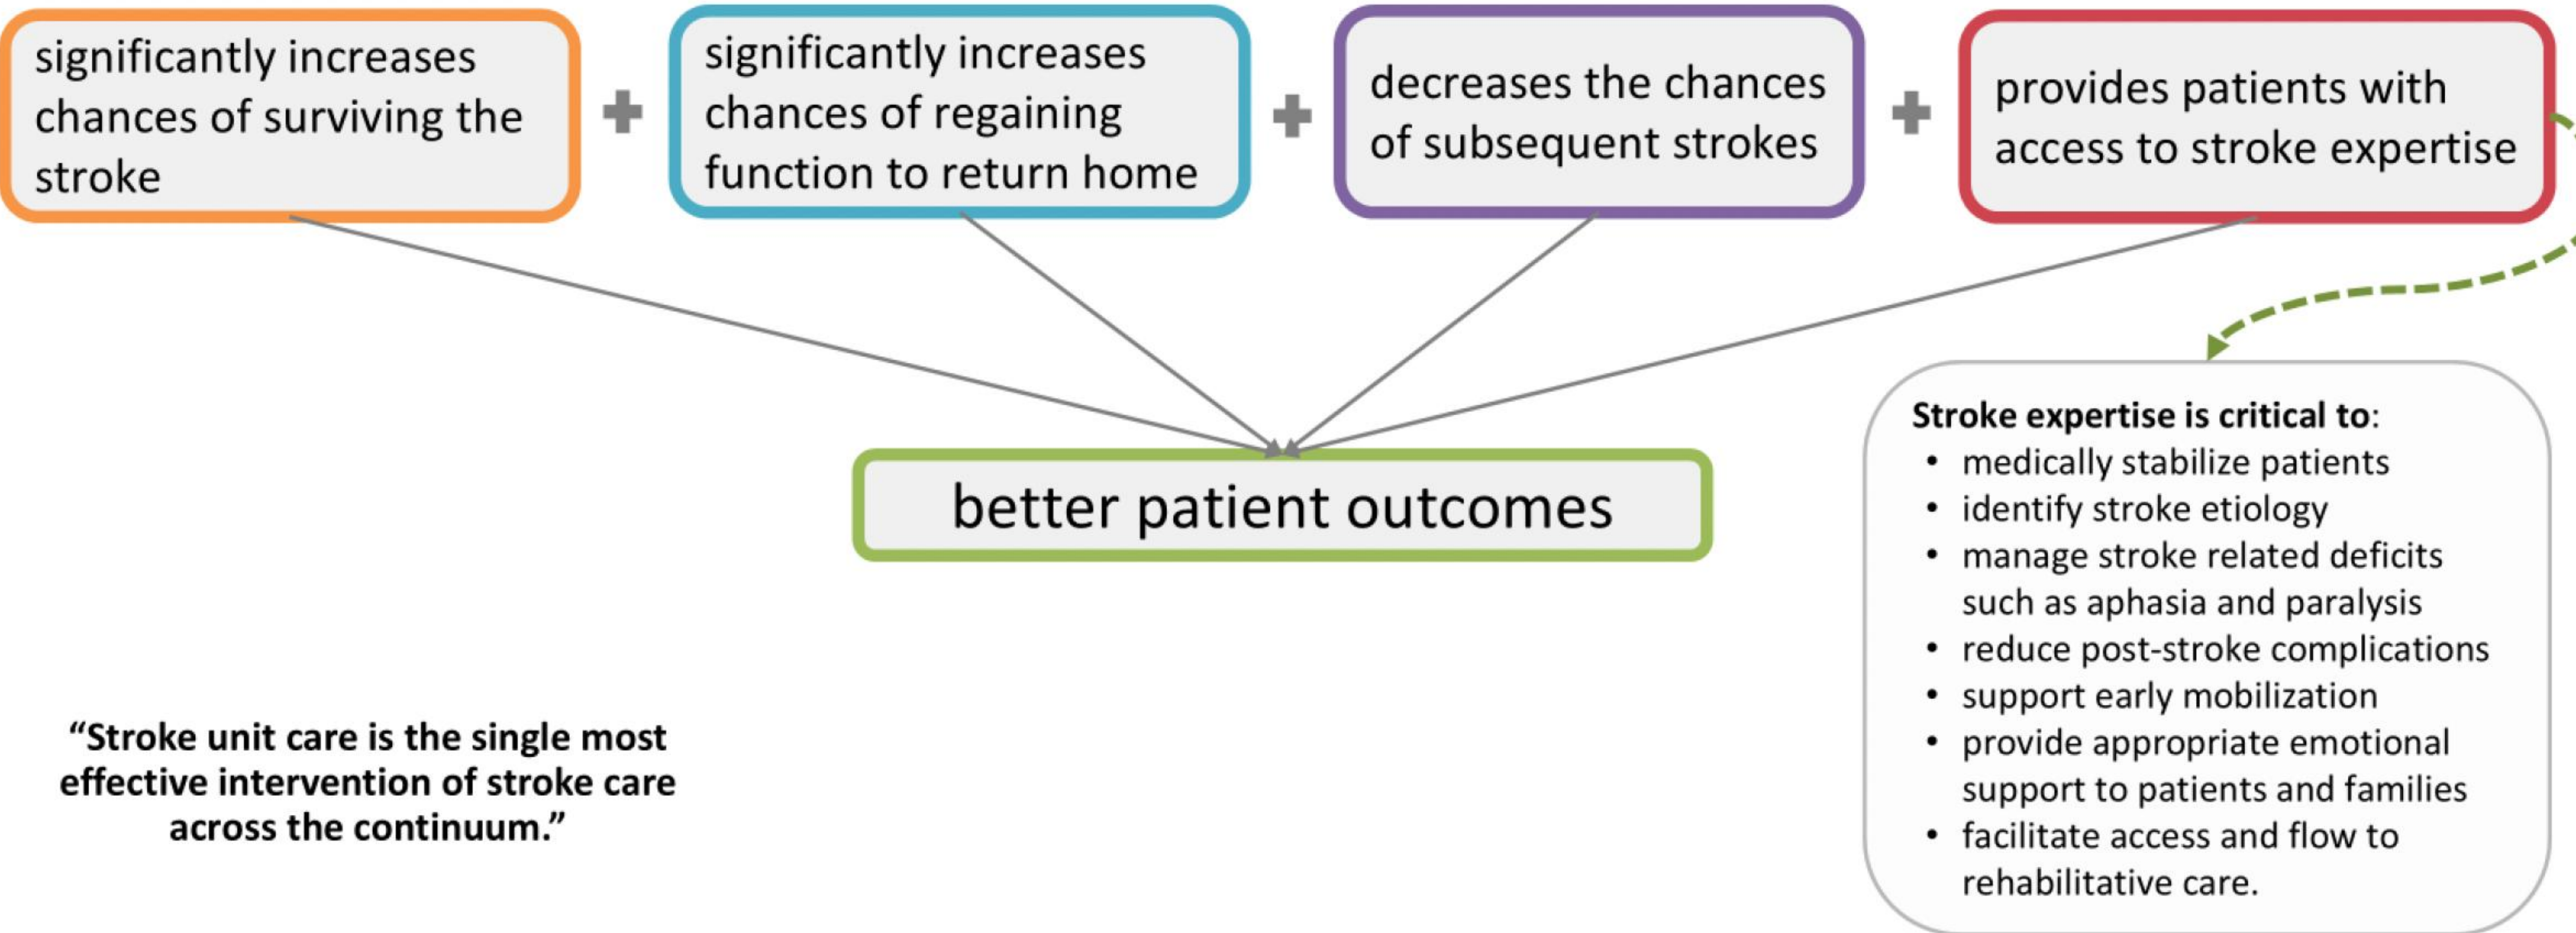 significantly increases
chances of surviving the
stroke
significantly increases
chances of regaining
function to return home
decreases the chances
of subsequent strokes
provides patients with
access to stroke expertise
better patient outcomes
Stroke expertise is critical to:
• medically stabilize patients
• identify stroke etiology
• manage stroke related deficits
such as aphasia and paralysis
• reduce post-stroke complications
• support early mobilization
• provide appropriate emotional
support to patients and families
• facilitate access and flow to
rehabilitative care.
“Stroke unit care is the single most
effective intervention of stroke care
across the continuum.”